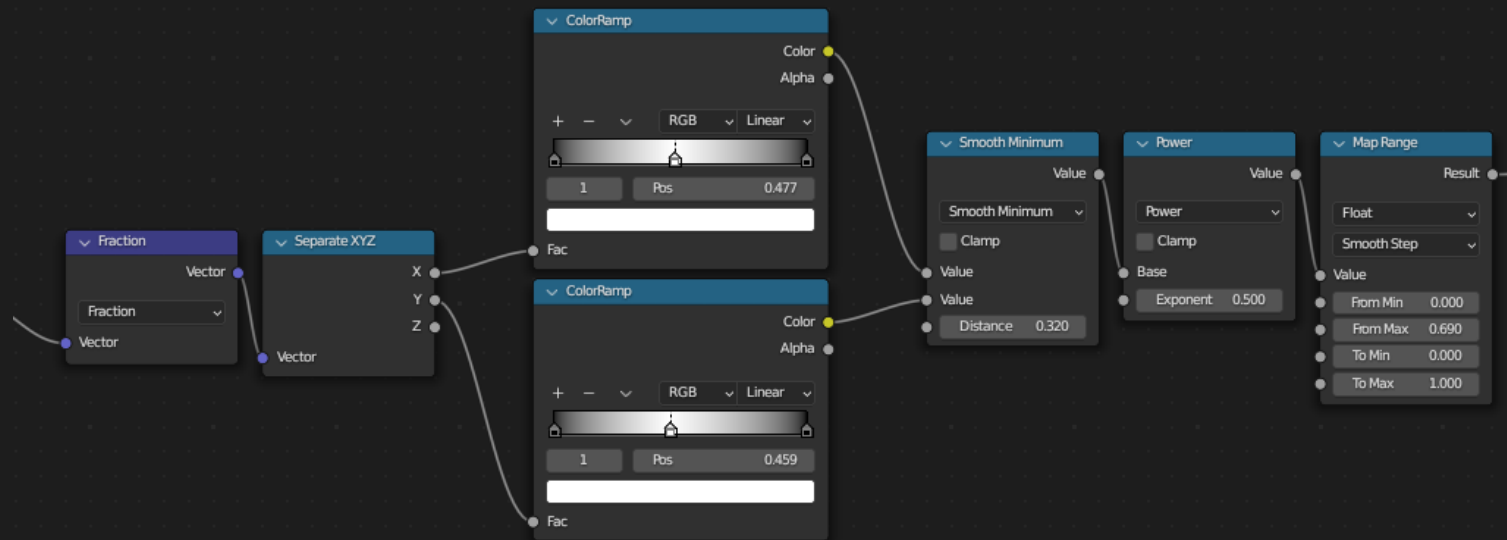 Fraction
Vector
Fraction
Vector
Separate XYZ
X
Y
Z
Vector
ColorRamp
Color
Alpha
+ − RGB Linear
1 Pos 0.477
Fac
ColorRamp
Color
Alpha
+ − RGB Linear
1 Pos 0.459
Fac
Smooth Minimum
Value
Smooth Minimum
Clamp
Value
Value
Distance 0.320
Power
Value
Power
Clamp
Base
Exponent 0.500
Map Range
Result
Float
Smooth Step
Value
From Min 0.000
From Max 0.690
To Min 0.000
To Max 1.000